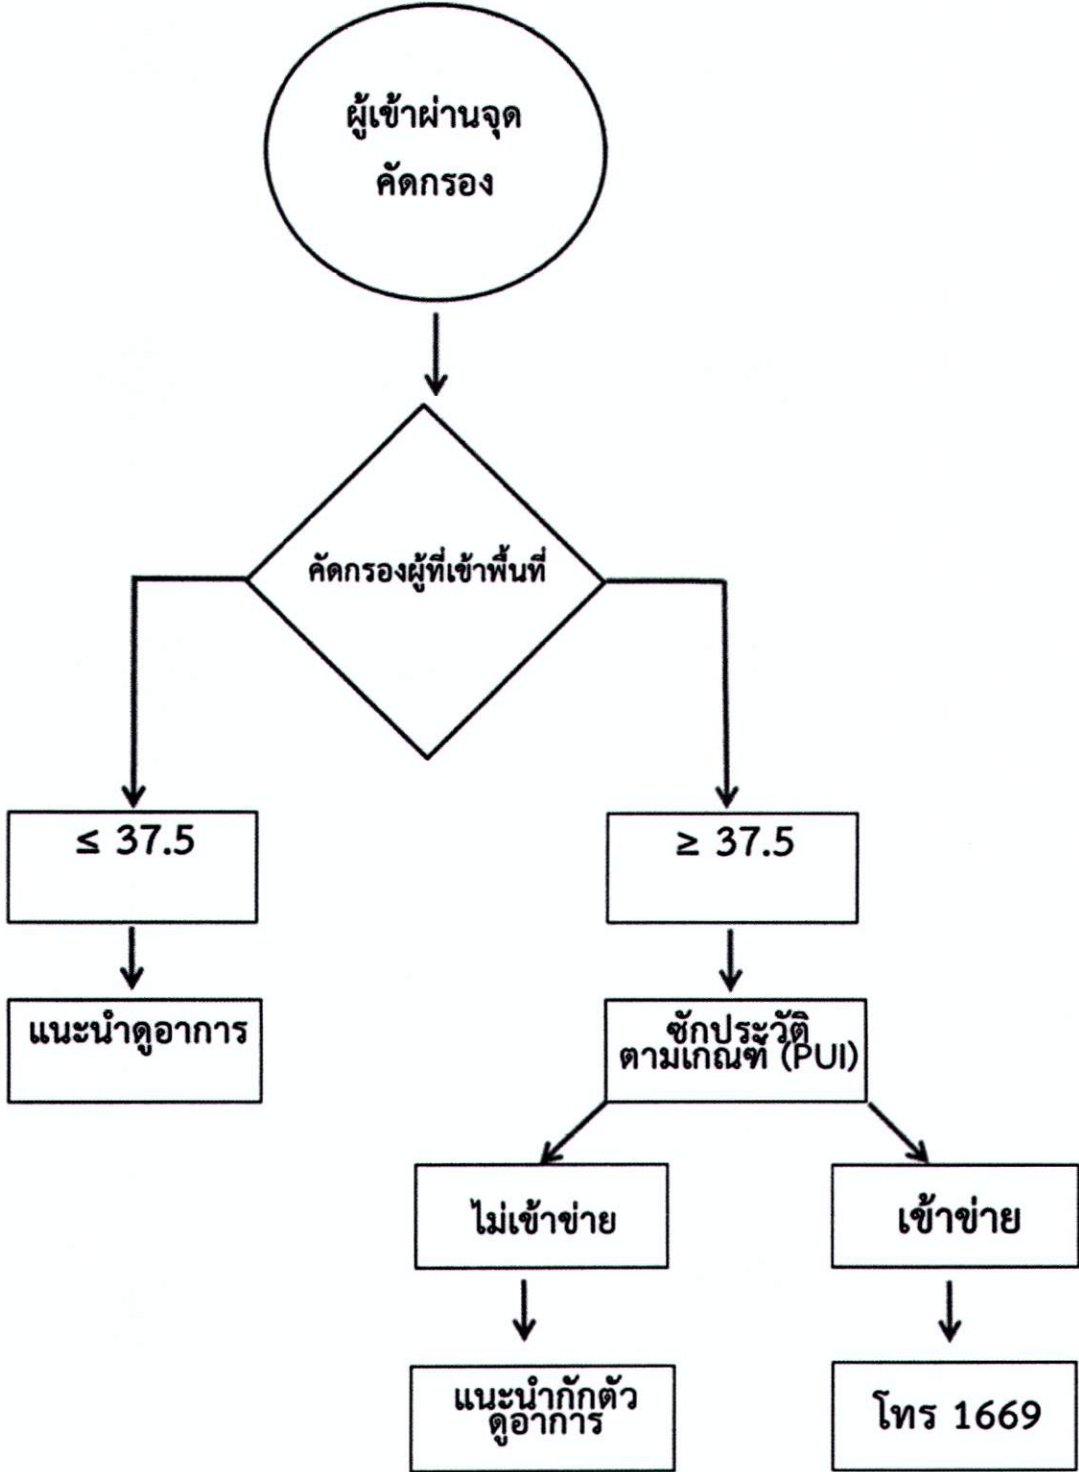 ผู้เข้าผ่านจุด
คัดกรอง
คัดกรองผู้ที่เข้าพื้นที่
≤ 37.5
≥ 37.5
แนะนำดูอาการ
ซักประวัติ
ตามเกณฑ์ (PUI)
ไม่เข้าข่าย
เข้าข่าย
แนะนำกักตัว
ดูอาการ
โทร 1669